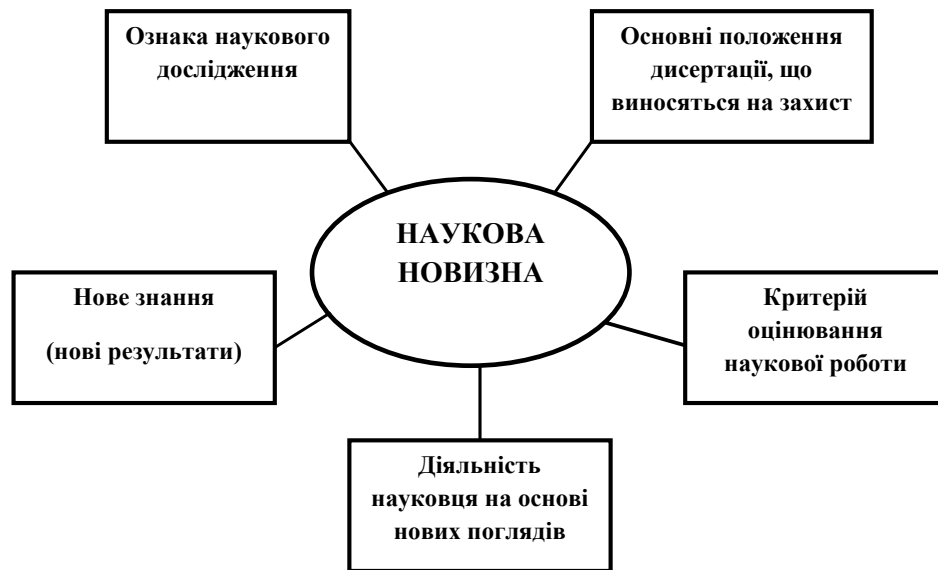 Ознака наукового
дослідження
Основні положення
дисертації, що
виносяться на захист
НАУКОВА
НОВИЗНА
Нове знання
(нові результати)
Критерій
оцінювання
наукової роботи
Діяльність
науковця на основі
нових поглядів